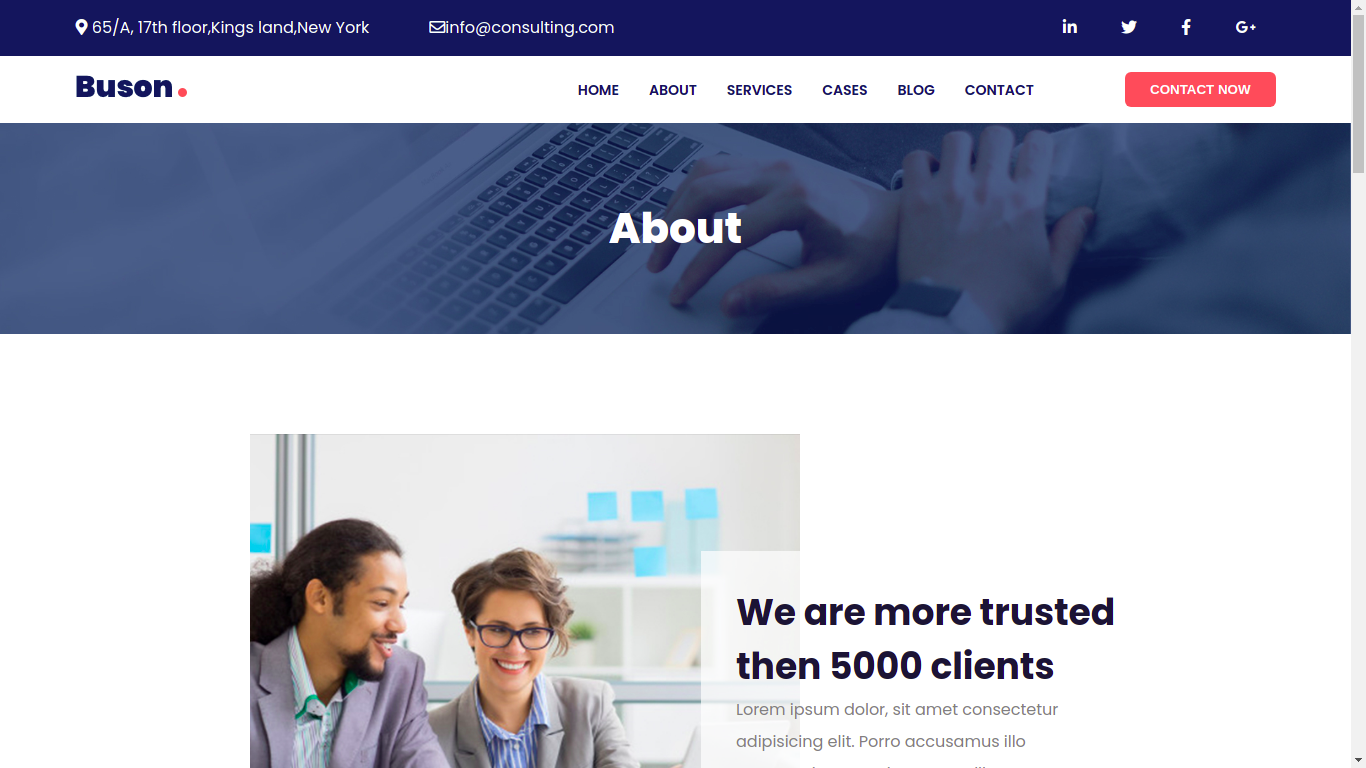 65/A, 17th floor,Kings land,New York
info@consulting.com
Buson.
HOME ABOUT SERVICES CASES BLOG CONTACT
CONTACT NOW
About
We are more trusted
then 5000 clients
Lorem ipsum dolor, sit amet consectetur
adipisicing elit. Porro accusamus illo